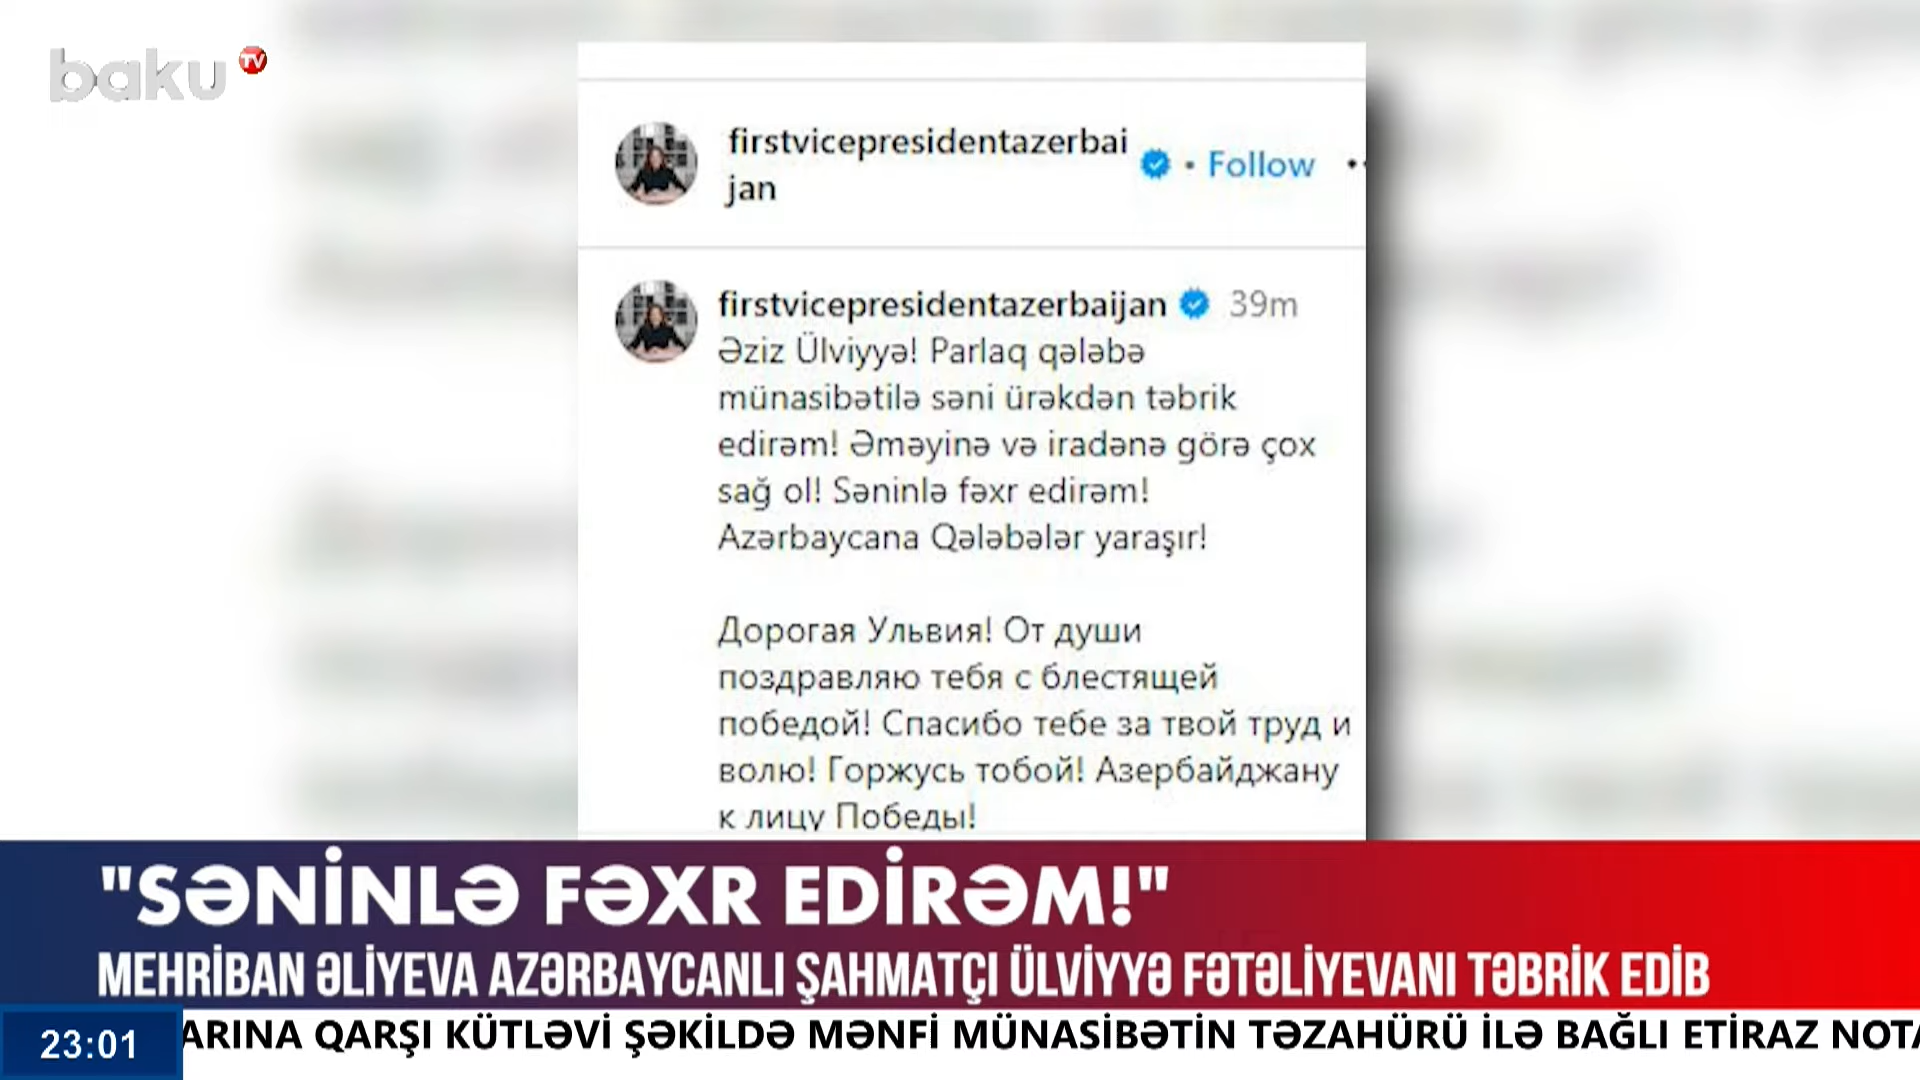 baku TV
firstvicepresidentazerbai
jan
• Follow
firstvicepresidentazerbaijan 39m
Əziz Ülviyyə! Parlaq qələbə
münasibətilə səni ürəkdən təbrik
edirəm! Əməyinə və iradənə görə çox
sağ ol! Səninlə fəxr edirəm!
Azərbaycana Qələbələr yaraşır!
Дорогая Ульвия! От души
поздравляю тебя с блестящей
победой! Спасибо тебе за твой труд и
волю! Горжусь тобой! Азербайджану
к лицу Победы!
"SƏNİNLƏ FƏXR EDİRƏM!"
MEHRİBAN ƏLİYEVA AZƏRBAYCANLI ŞAHMATÇI ÜLVİYYƏ FƏTƏLİYEVANI TƏBRİK EDİB
23:01
ARINA QARŞI KÜTLƏVİ ŞƏKİLDƏ MƏNFİ MÜNASİBƏTİN TƏZAHÜRÜ İLƏ BAĞLI ETİRAZ NOTA